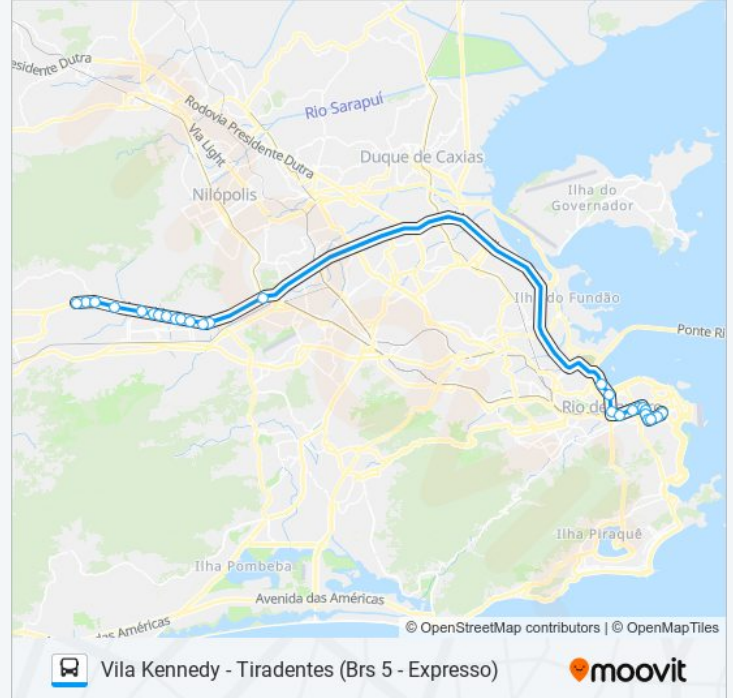 esidente Dutra
Rodovia Presidente Dutra
Rio Sarapuí
Via Light
Duque de Caxias
Nilópolis
Ilha do
Governador
Ilh do Fundão
Ponte Ri
Rio de
Ilha Piraquê
Ilha Pombeba
Avenida das Américas
das Américas
© OpenStreetMap contributors | © OpenMapTiles
Vila Kennedy - Tiradentes (Brs 5 - Expresso)
moovit